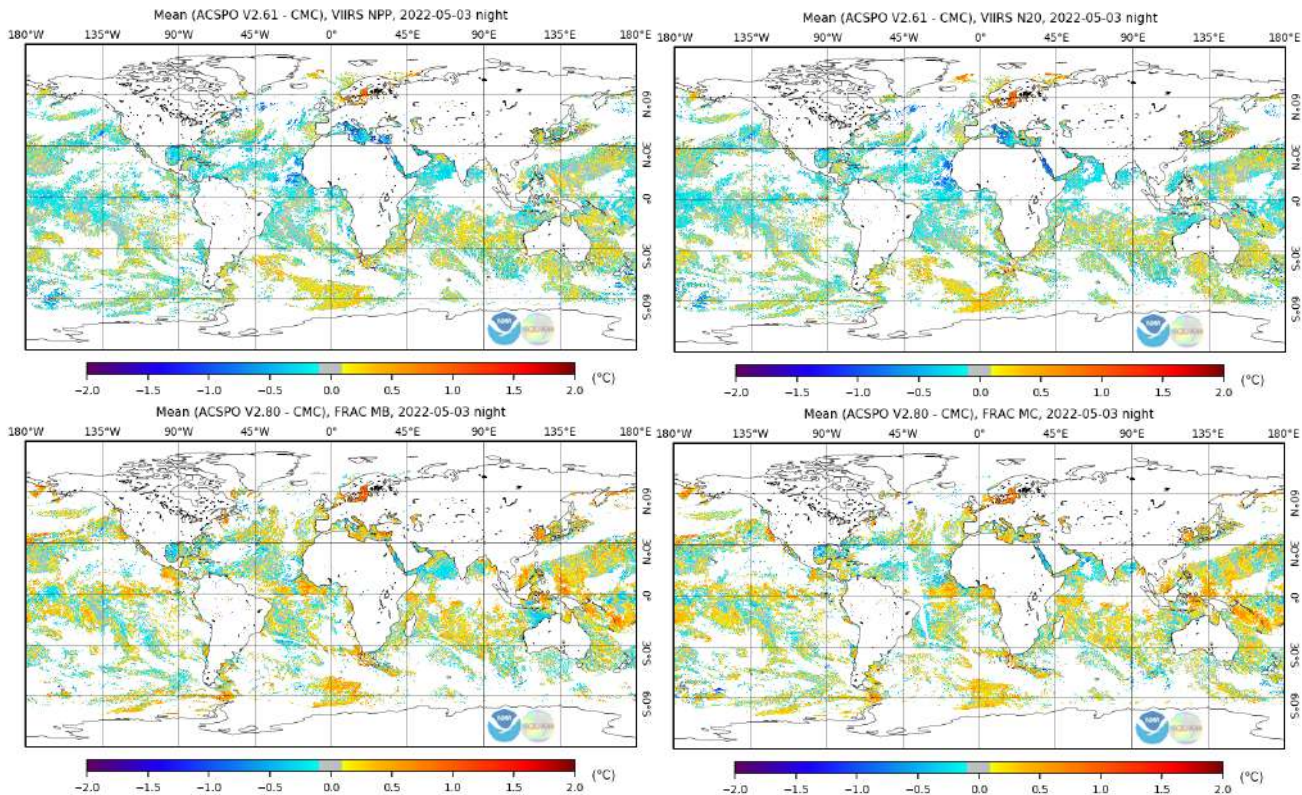 Mean (ACSPO V2.61 - CMC), VIIRS NPP, 2022-05-03 night
180°W 135°W 90°W 45°W 0° 45°E 90°E 135°E 180°E
60°N
30°N
0°
30°S
60°S
-2.0 -1.5 -1.0 -0.5 0.0 0.5 1.0 1.5 2.0 (°C)
Mean (ACSPO V2.61 - CMC), VIIRS N20, 2022-05-03 night
180°W 135°W 90°W 45°W 0° 45°E 90°E 135°E 180°E
60°N
30°N
0°
30°S
60°S
-2.0 -1.5 -1.0 -0.5 0.0 0.5 1.0 1.5 2.0 (°C)
Mean (ACSPO V2.80 - CMC), FRAC MB, 2022-05-03 night
180°W 135°W 90°W 45°W 0° 45°E 90°E 135°E 180°E
60°N
30°N
0°
30°S
60°S
-2.0 -1.5 -1.0 -0.5 0.0 0.5 1.0 1.5 2.0 (°C)
Mean (ACSPO V2.80 - CMC), FRAC MC, 2022-05-03 night
180°W 135°W 90°W 45°W 0° 45°E 90°E 135°E 180°E
60°N
30°N
0°
30°S
60°S
-2.0 -1.5 -1.0 -0.5 0.0 0.5 1.0 1.5 2.0 (°C)